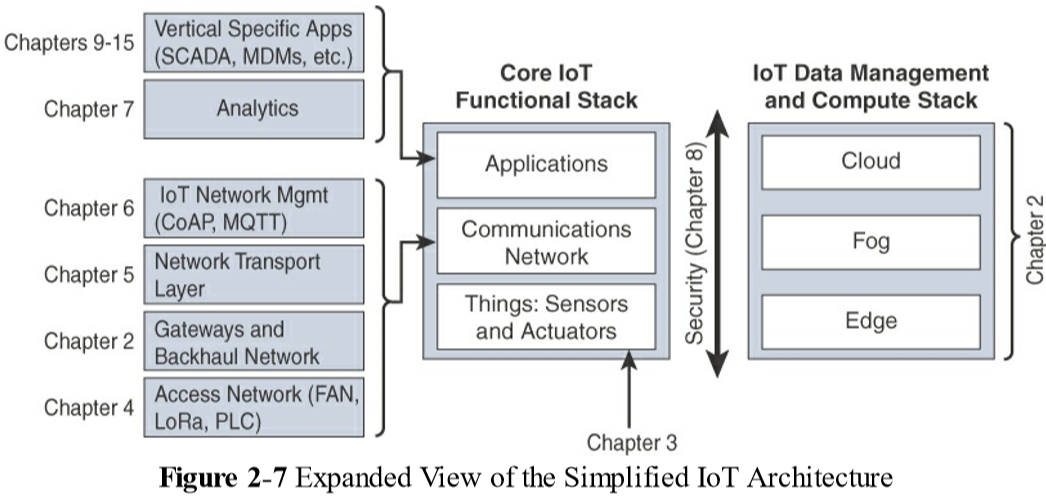 Chapters 9-15
Vertical Specific Apps
(SCADA, MDMs, etc.)
Chapter 7
Analytics
Chapter 6
IoT Network Mgmt
(CoAP, MQTT)
Chapter 5
Network Transport
Layer
Chapter 2
Gateways and
Backhaul Network
Chapter 4
Access Network (FAN,
LoRa, PLC)
Core IoT
Functional Stack
Applications
Communications
Network
Things: Sensors
and Actuators
Chapter 3
Security (Chapter 8)
IoT Data Management
and Compute Stack
Cloud
Fog
Edge
Chapter 2
Figure 2-7 Expanded View of the Simplified IoT Architecture